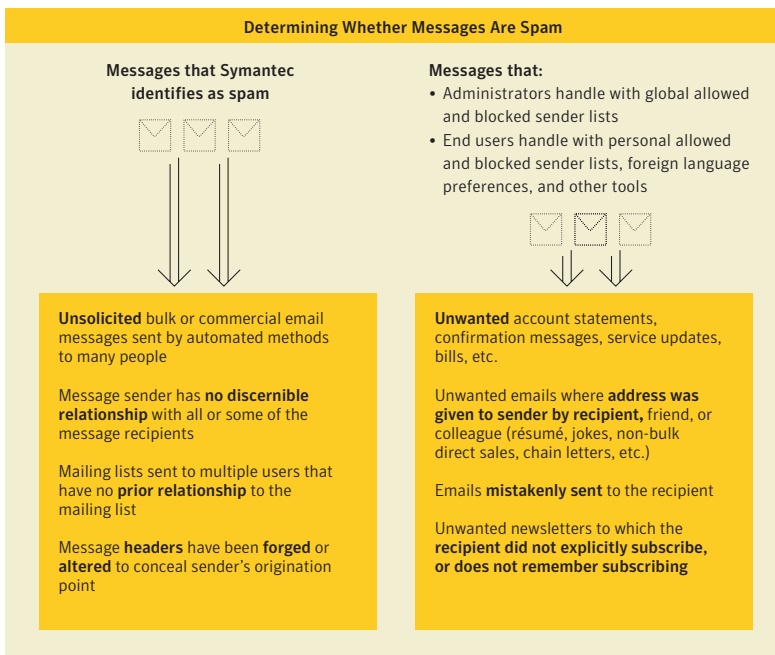 Determining Whether Messages Are Spam
Messages that Symantec
identifies as spam
Unsolicited bulk or commercial email
messages sent by automated methods
to many people
Message sender has no discernible
relationship with all or some of the
message recipients
Mailing lists sent to multiple users that
have no prior relationship to the
mailing list
Message headers have been forged or
altered to conceal sender's origination
point
Messages that:
• Administrators handle with global allowed
and blocked sender lists
• End users handle with personal allowed
and blocked sender lists, foreign language
preferences, and other tools
Unwanted account statements,
confirmation messages, service updates,
bills, etc.
Unwanted emails where address was
given to sender by recipient, friend, or
colleague (résumé, jokes, non-bulk
direct sales, chain letters, etc.)
Emails mistakenly sent to the recipient
Unwanted newsletters to which the
recipient did not explicitly subscribe,
or does not remember subscribing